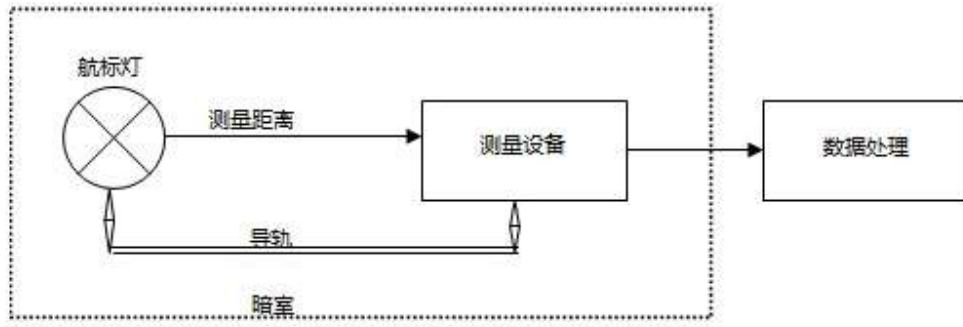 航标灯
测量距离
测量设备
数据处理
导轨
暗室